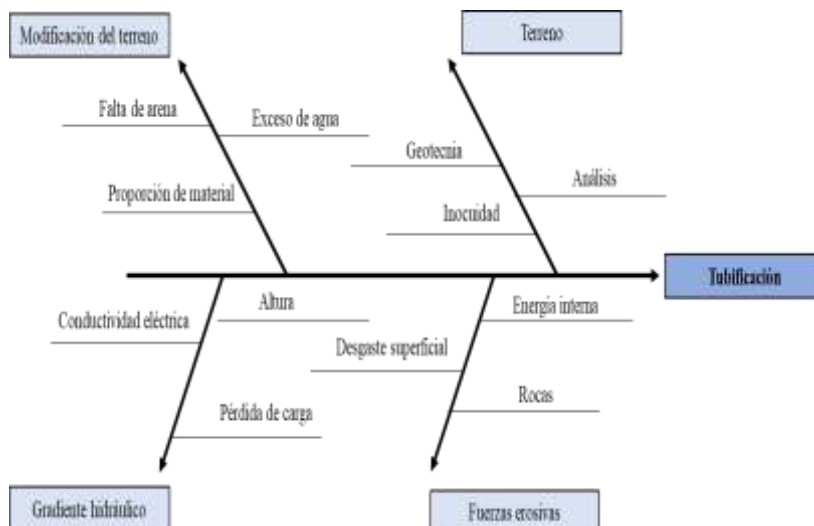 Modificación del terreno
Terreno
Falta de arena
Exceso de agua
Geotecnia
Análisis
Proporción de material
Inocuidad
Tubificación
Altura
Energía interna
Conductividad eléctrica
Desgaste superficial
Rocas
Pérdida de carga
Gradiente hidráulico
Fuerzas erosivas